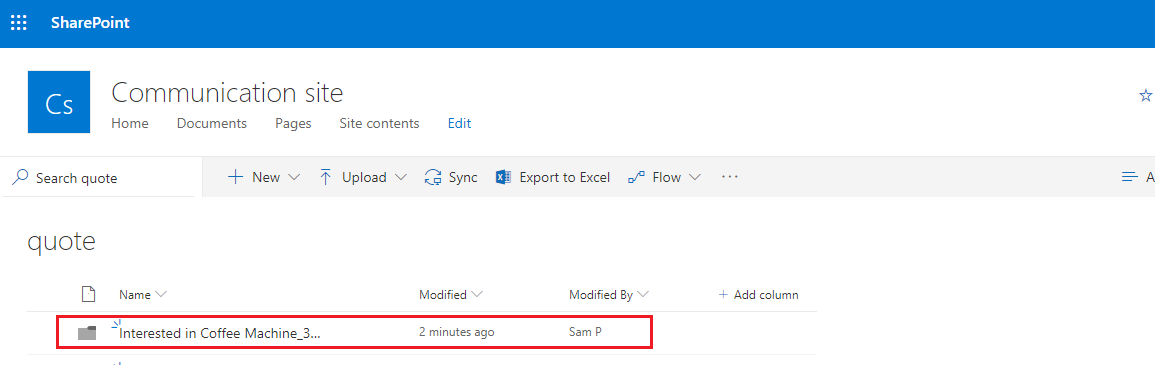 SharePoint
Cs
Communication site
Home Documents Pages Site contents Edit
Search quote New Upload Sync Export to Excel Flow ... A
quote
Name Modified Modified By + Add column
Interested in Coffee Machine_3... 2 minutes ago Sam P